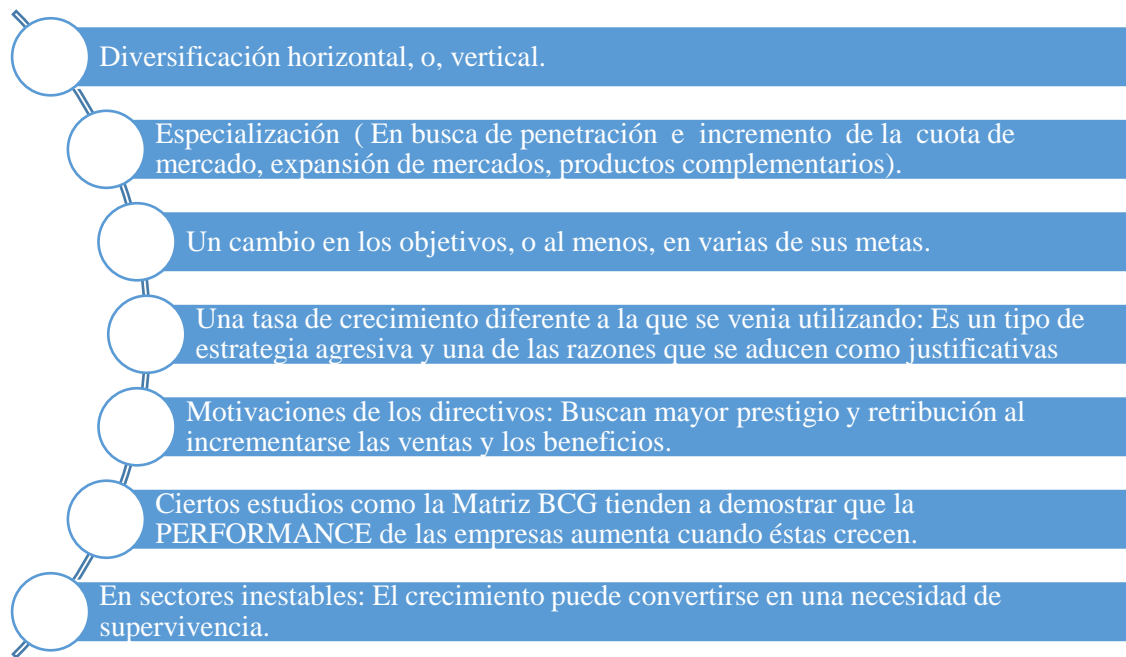 Diversificación horizontal, o, vertical.
Especialización ( En busca de penetración e incremento de la cuota de
mercado, expansión de mercados, productos complementarios).
Un cambio en los objetivos, o al menos, en varias de sus metas.
Una tasa de crecimiento diferente a la que se venia utilizando: Es un tipo de
estrategia agresiva y una de las razones que se aducen como justificativas
Motivaciones de los directivos: Buscan mayor prestigio y retribución al
incrementarse las ventas y los beneficios.
Ciertos estudios como la Matriz BCG tienden a demostrar que la
PERFORMANCE de las empresas aumenta cuando éstas crecen.
En sectores inestables: El crecimiento puede convertirse en una necesidad de
supervivencia.